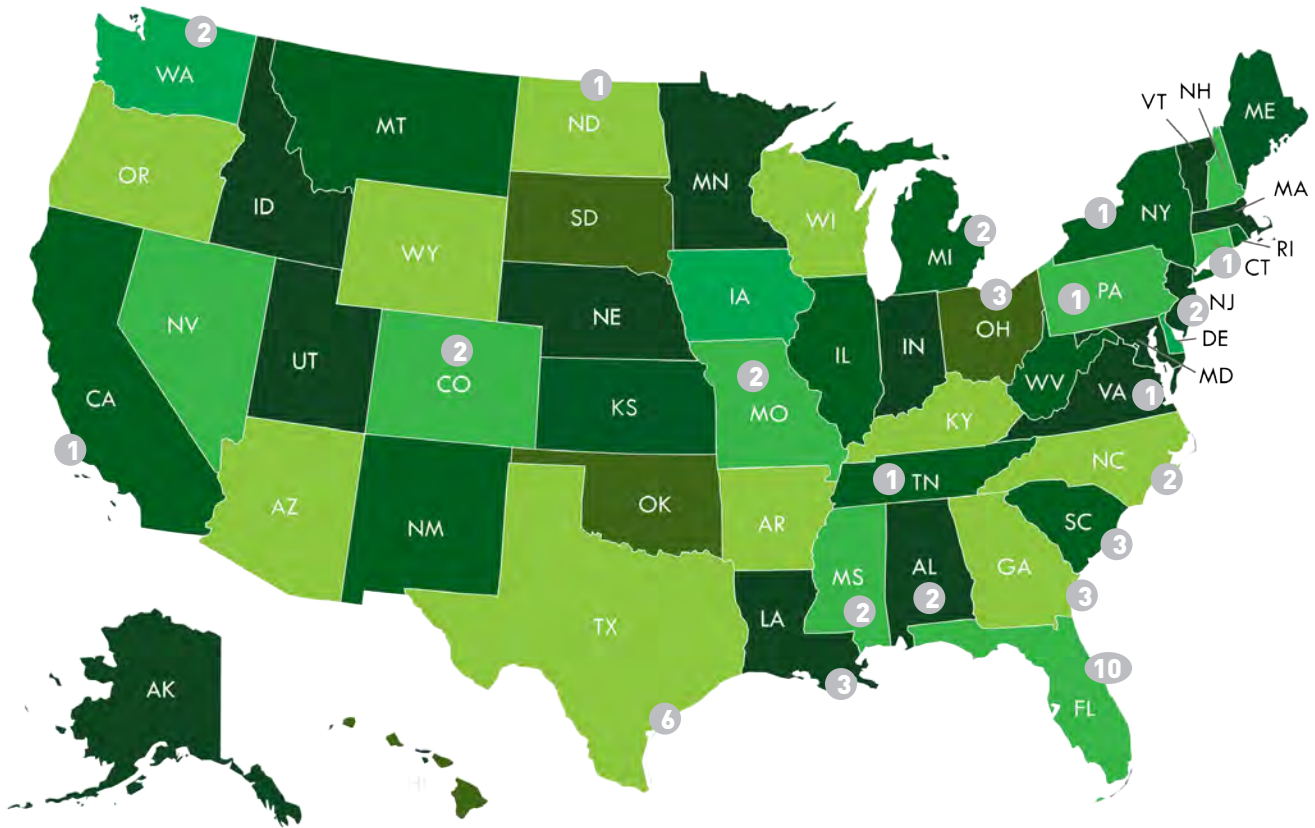 2
WA
1
ND
MT
VT
NH
ME
OR
MN
ID
SD
WI
1
NY
MA
WY
MI
2
RI
1
CT
NV
IA
NE
3
OH
1
PA
NJ
2
DE
UT
2
CO
IL
IN
MD
CA
KS
2
MO
WV
VA
1
KY
1
NC
2
1
TN
AZ
NM
OK
AR
SC
3
MS
2
AL
2
GA
3
TX
LA
3
10
FL
6
AK
HI